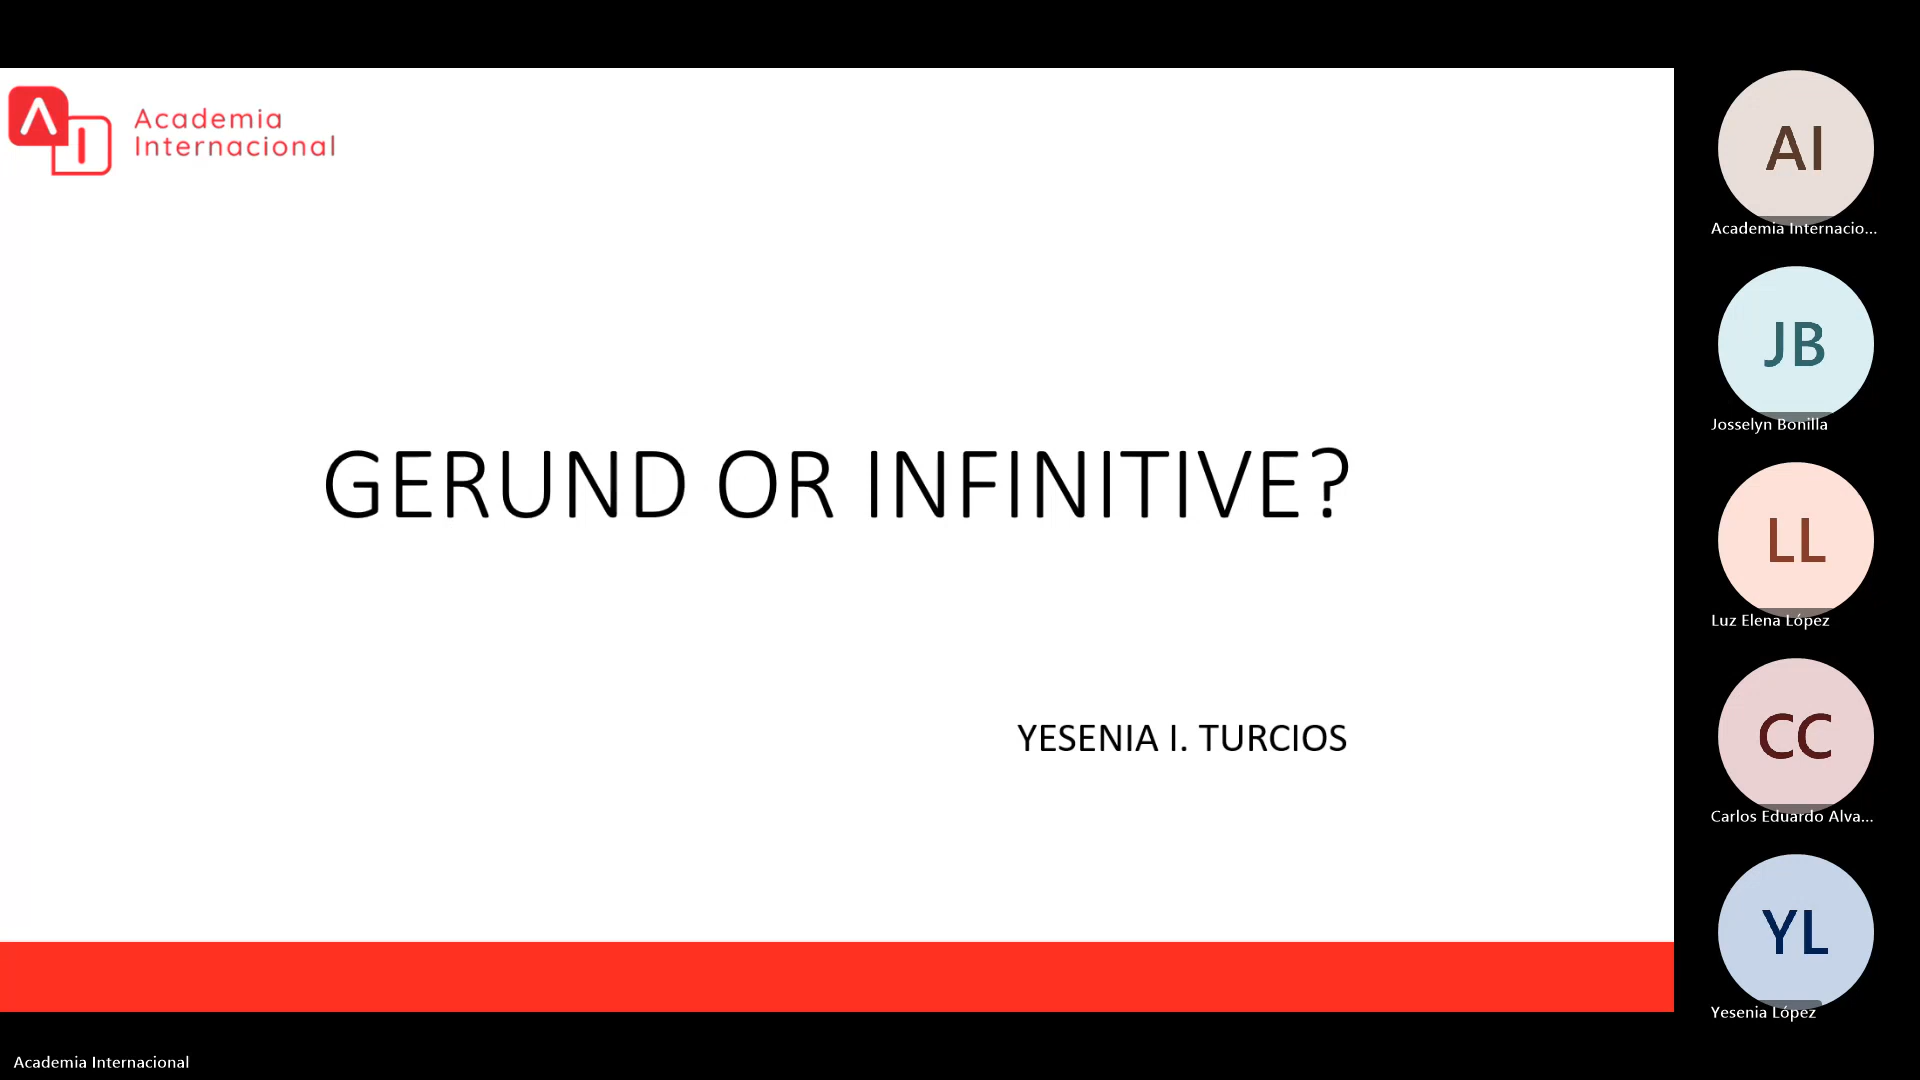 Academia
Internacional
GERUND OR INFINITIVE?
YESENIA I. TURCIOS
AI
Academia Internacio...
JB
Josselyn Bonilla
LL
Luz Elena López
CC
Carlos Eduardo Alva...
YL
Yesenia López
Academia Internacional